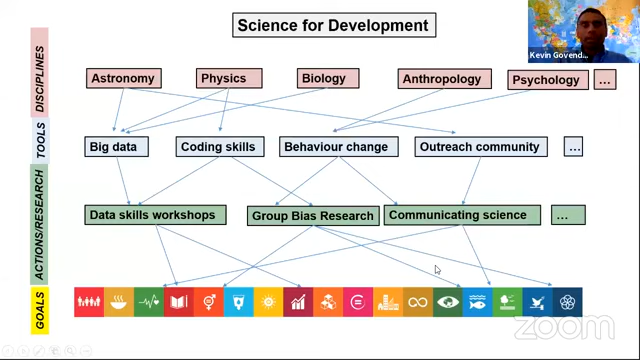 Science for Development
Kevin Govend...
DISCIPLINES
Astronomy
Physics
Biology
Anthropology
Psychology
...
TOOLS
Big data
Coding skills
Behaviour change
Outreach community
...
ACTIONS/RESEARCH
Data skills workshops
Group Bias Research
Communicating science
...
GOALS
zoom